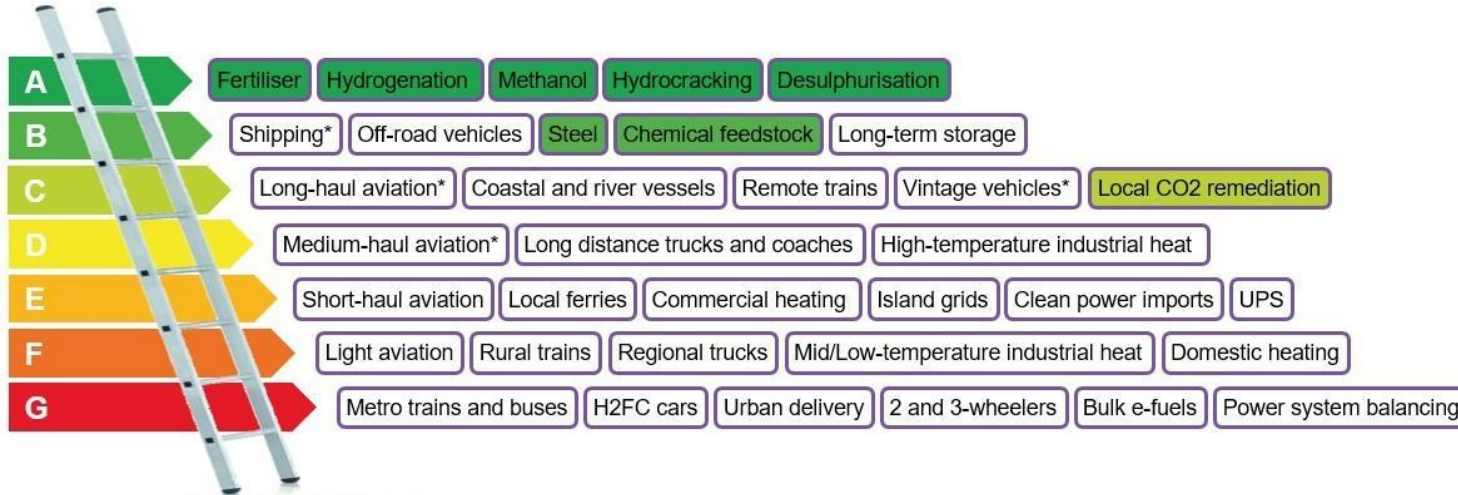 A Fertiliser Hydrogenation Methanol Hydrocracking Desulphurisation
B Shipping* Off-road vehicles Steel Chemical feedstock Long-term storage
C Long-haul aviation* Coastal and river vessels Remote trains Vintage vehicles* Local CO2 remediation
D Medium-haul aviation* Long distance trucks and coaches High-temperature industrial heat
E Short-haul aviation Local ferries Commercial heating Island grids Clean power imports UPS
F Light aviation Rural trains Regional trucks Mid/Low-temperature industrial heat Domestic heating
G Metro trains and buses H2FC cars Urban delivery 2 and 3-wheelers Bulk e-fuels Power system balancing